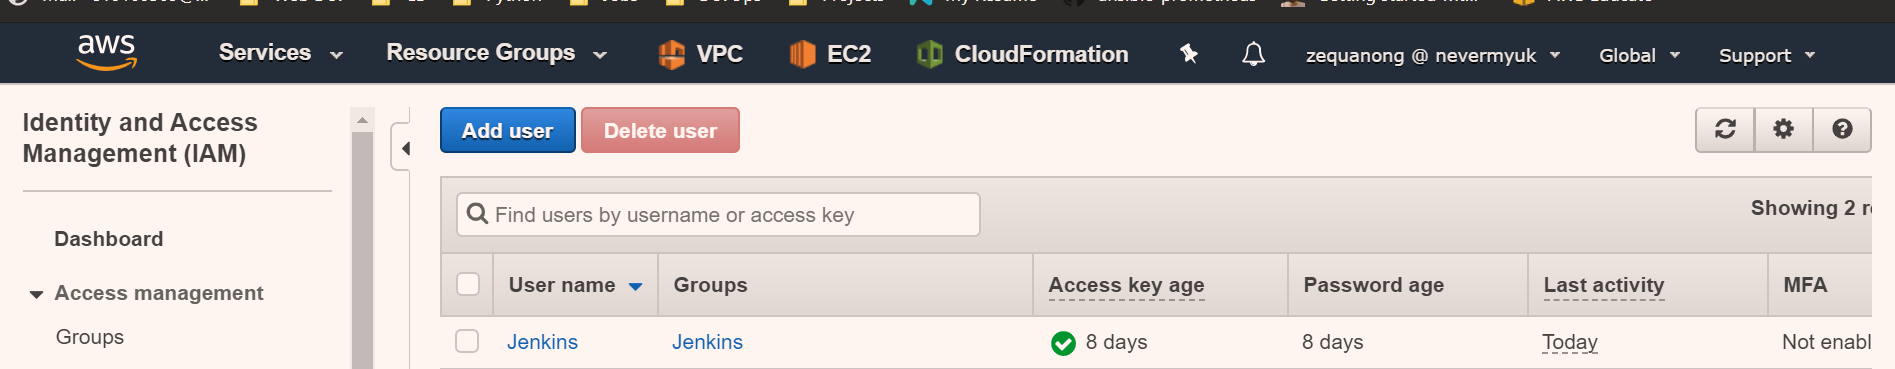 aws
Services
Resource Groups
VPC
EC2
CloudFormation
zequanong @ nevermyuk
Global
Support
Identity and Access
Management (IAM)
Dashboard
Access management
Groups
Add user
Delete user
Find users by username or access key
Showing 2 r
User name
Groups
Access key age
Password age
Last activity
MFA
Jenkins
Jenkins
8 days
8 days
Today
Not enabl